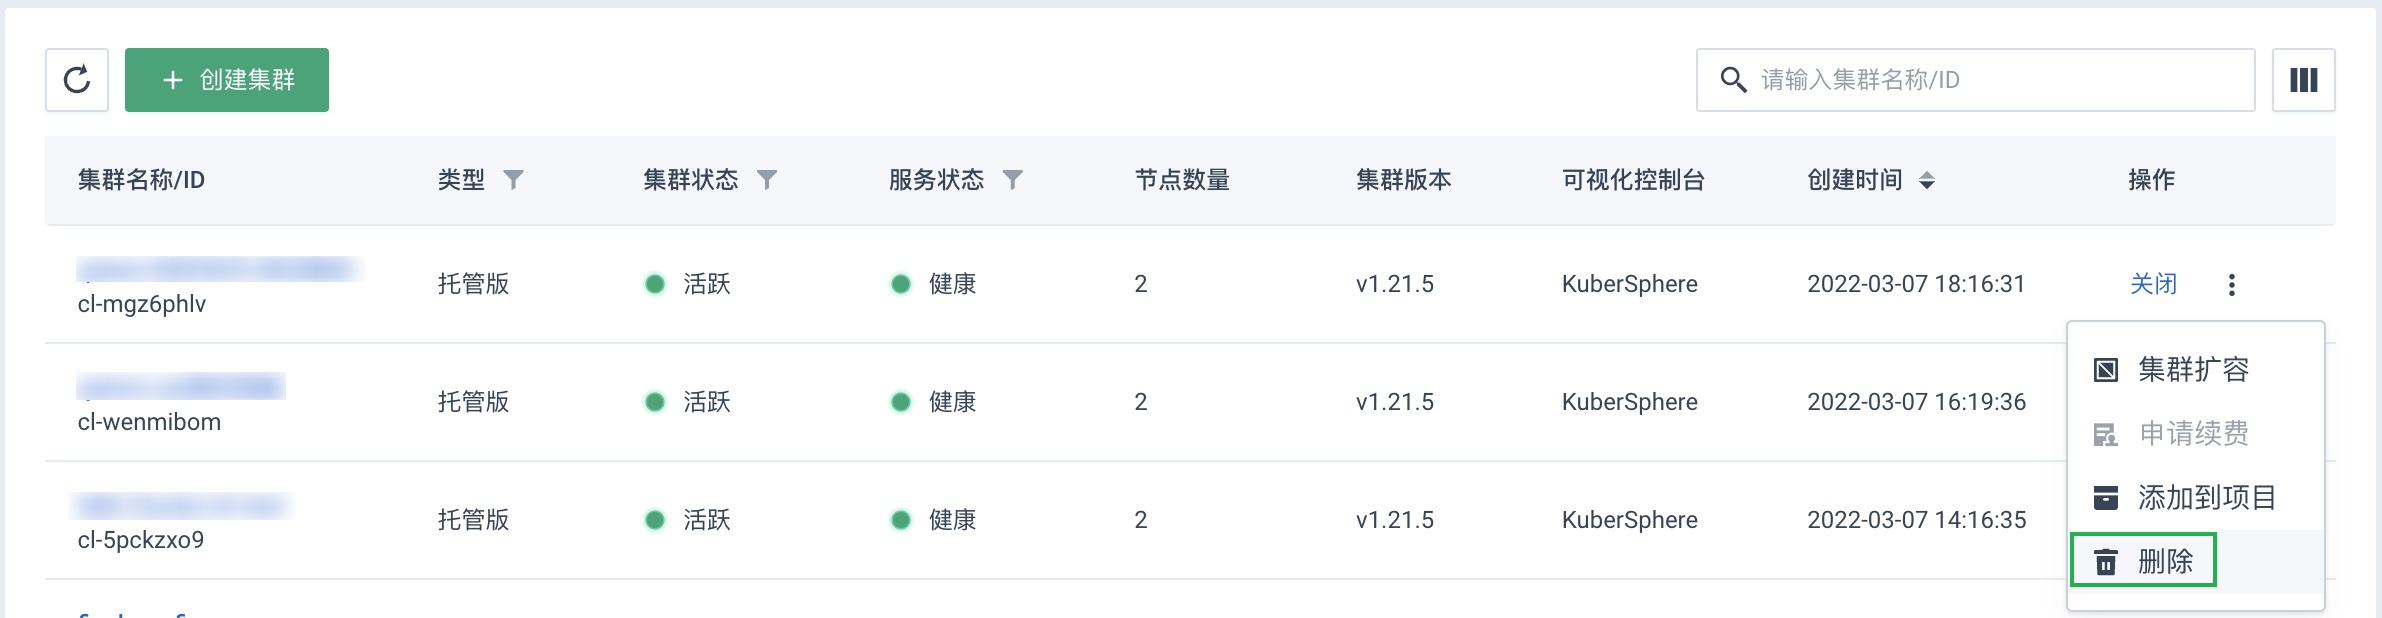 创建集群
请输入集群名称/ID
集群名称/ID 类型 集群状态 服务状态 节点数量 集群版本 可视化控制台 创建时间 操作
cl-mgz6phlv 托管版 活跃 健康 2 v1.21.5 KuberSphere 2022-03-07 18:16:31 关闭
cl-wenmibom 托管版 活跃 健康 2 v1.21.5 KuberSphere 2022-03-07 16:19:36
cl-5pckzxo9 托管版 活跃 健康 2 v1.21.5 KuberSphere 2022-03-07 14:16:35
集群扩容
申请续费
添加到项目
删除